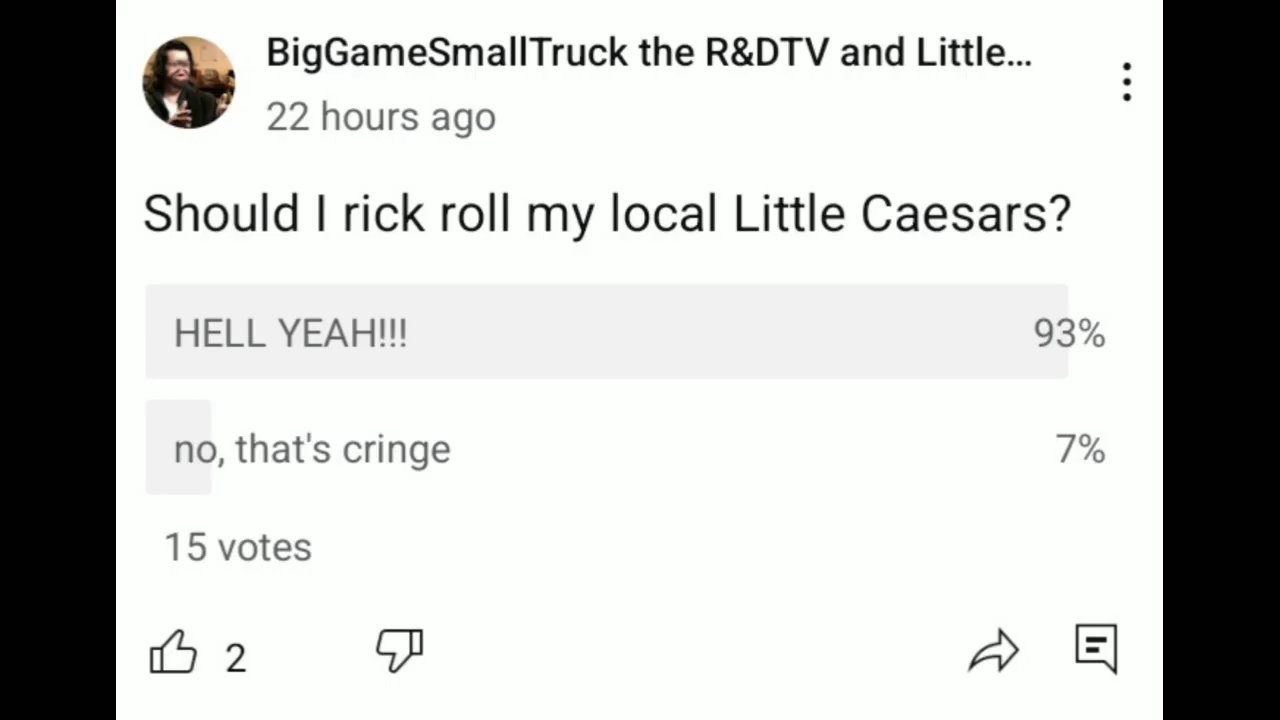 BigGameSmallTruck the R&DTV and Little...
22 hours ago
Should I rick roll my local Little Caesars?
HELL YEAH!!! 93%
no, that's cringe 7%
15 votes
2